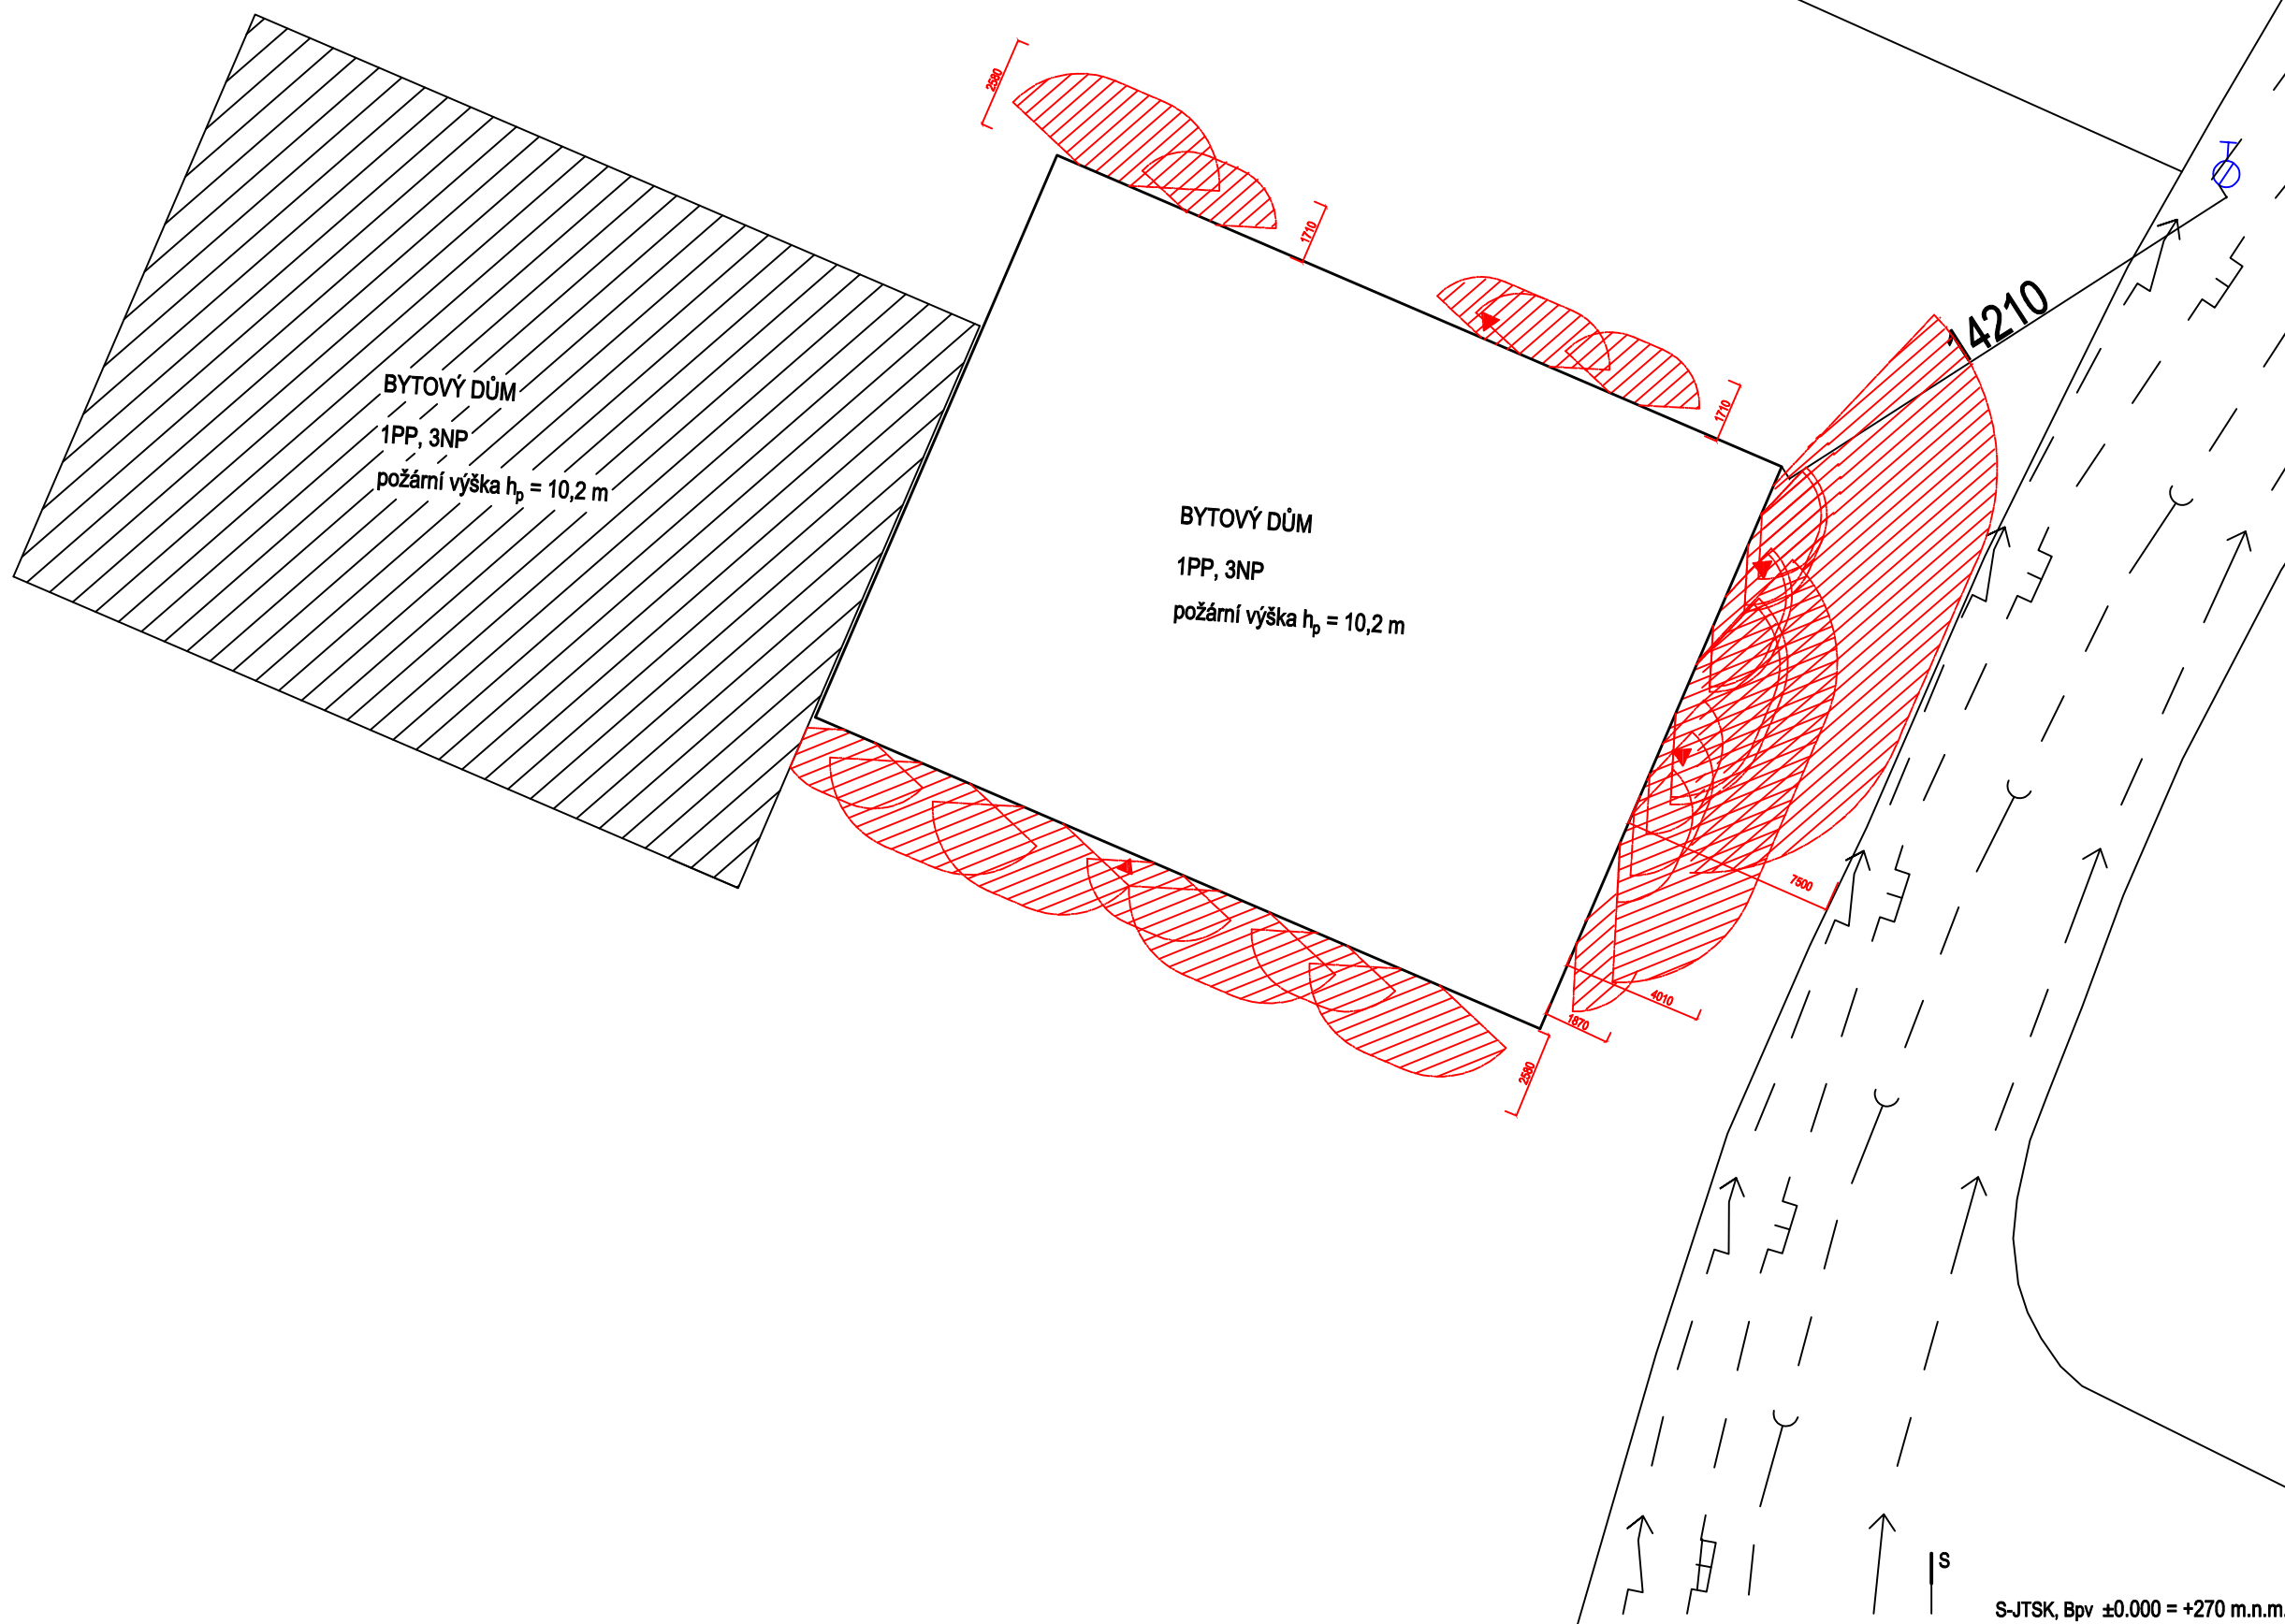 2580
1710
14210
BYTOVÝ DŮM
1PP, 3NP
požární výška hp = 10,2 m
1710
BYTOVÝ DŮM
1PP, 3NP
požární výška hp = 10,2 m
7500
4010
1870
2580
S
S-JTSK, Bpv ±0.000 = +270 m.n.m.